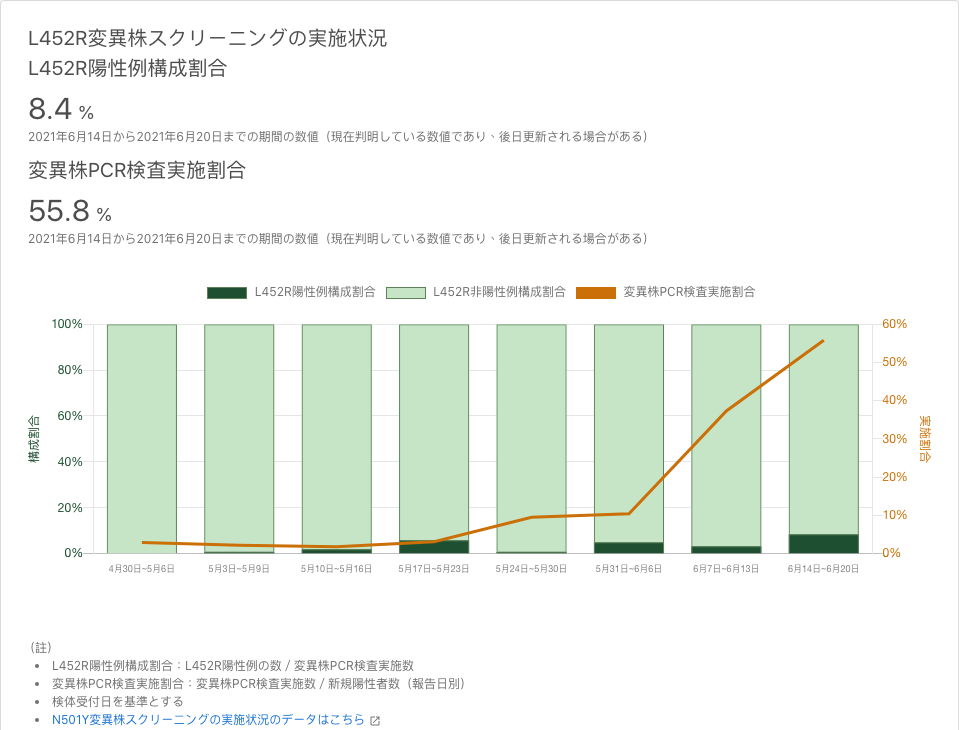 L452R変異株スクリーニングの実施状況
L452R陽性例構成割合
8.4 %
2021年6月14日から2021年6月20日までの期間の数値（現在判明している数値であり、後日更新される場合がある）
変異株PCR検査実施割合
55.8 %
2021年6月14日から2021年6月20日までの期間の数値（現在判明している数値であり、後日更新される場合がある）
L452R陽性例構成割合 L452R非陽性例構成割合 変異株PCR検査実施割合
構成割合
100%
80%
60%
40%
20%
0%
60%
50%
40%
30%
20%
10%
0%
実施割合
4月30日~5月6日 5月3日~5月9日 5月10日~5月16日 5月17日~5月23日 5月24日~5月30日 5月31日~6月6日 6月7日~6月13日 6月14日~6月20日
（註）
• L452R陽性例構成割合：L452R陽性例の数 / 変異株PCR検査実施数
• 変異株PCR検査実施割合：変異株PCR検査実施数 / 新規陽性者数（報告日別）
• 検体受付日を基準とする
• N501Y変異株スクリーニングの実施状況のデータはこちら